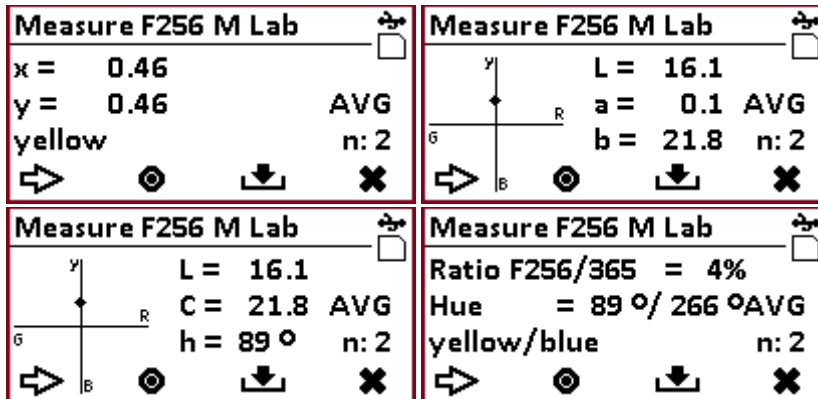 Measure F256 M Lab
x = 0.46
y = 0.46 AVG
yellow n: 2
Measure F256 M Lab
y L = 16.1
R a = 0.1 AVG
G b = 21.8 n: 2
B
Measure F256 M Lab
y L = 16.1
R C = 21.8 AVG
G h = 89 º n: 2
B
Measure F256 M Lab
Ratio F256/365 = 4%
Hue = 89 º/ 266 ºAVG
yellow/blue n: 2